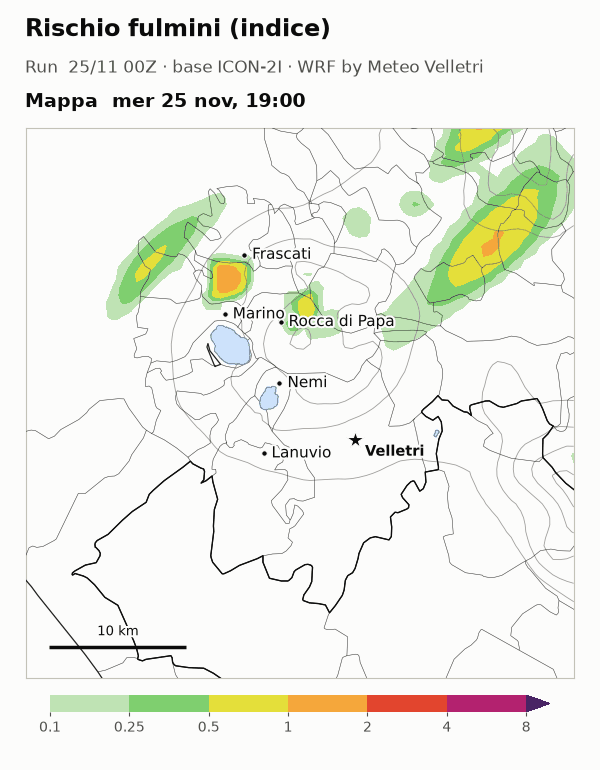 Rischio fulmini (indice)
Run  25/11 00Z · base ICON-2I · WRF by Meteo Velletri
Mappa  mer 25 nov, 19:00
Frascati
Marino
Rocca di Papa
Nemi
Velletri
Lanuvio
10 km
0.1 0.25 0.5 1 2 4 8